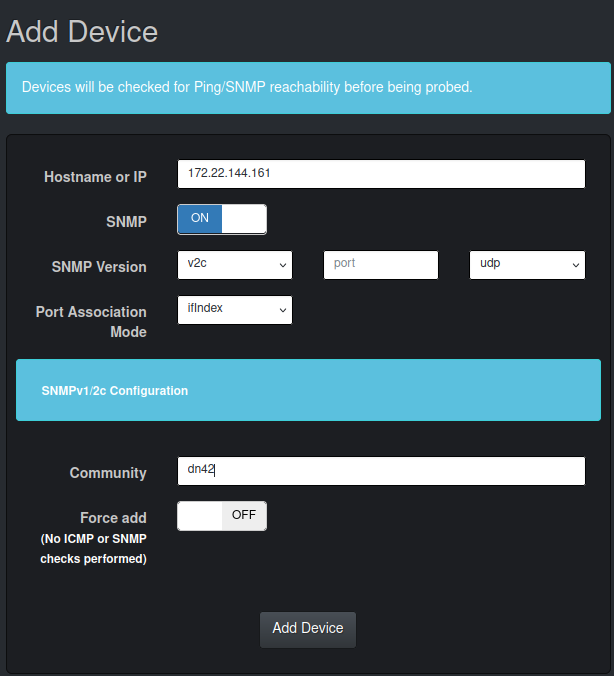 Add Device
Devices will be checked for Ping/SNMP reachability before being probed.
Hostname or IP 172.22.144.161
SNMP ON
SNMP Version v2c port udp
Port Association ifIndex
Mode
SNMPv1/2c Configuration
Community dn42
Force add OFF
(No ICMP or SNMP
checks performed)
Add Device